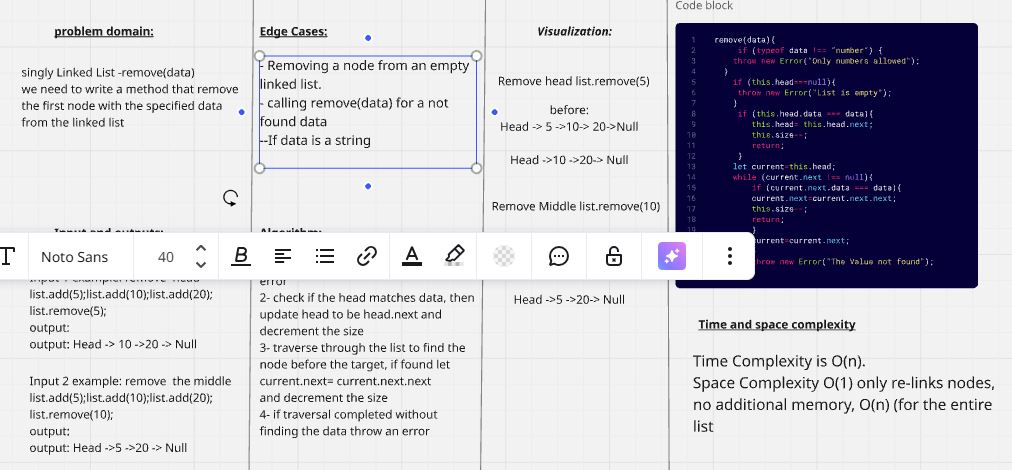 problem domain:
singly Linked List -remove(data)
we need to write a method that remove
the first node with the specified data
from the linked list
Input and outputs:
Input 1 example: remove head
list.add(5);list.add(10);list.add(20);
list.remove(5);
output:
output: Head -> 10 ->20 -> Null
Input 2 example: remove the middle
list.add(5);list.add(10);list.add(20);
list.remove(10);
output:
output: Head ->5 ->20 -> Null
Edge Cases:
- Removing a node from an empty
linked list.
- calling remove(data) for a not
found data
--If data is a string
Algorithm:
error
2- check if the head matches data, then
update head to be head.next and
decrement the size
3- traverse through the list to find the
node before the target, if found let
current.next= current.next.next
and decrement the size
4- if traversal completed without
finding the data throw an error
Visualization:
Remove head list.remove(5)
before:
Head -> 5 ->10-> 20->Null
Head ->10 ->20-> Null
Remove Middle list.remove(10)
Head ->5 ->20-> Null
Code block
1 remove(data){
2 if (typeof data !== "number") {
3 throw new Error("Only numbers allowed");
4 }
5 if (this.head===null){
6 throw new Error("List is empty");
7 }
8 if (this.head.data === data){
9 this.head= this.head.next;
10 this.size--;
11 return;
12 }
13 let current=this.head;
14 while (current.next !== null){
15 if (current.next.data === data){
16 current.next=current.next.next;
17 this.size--;
18 return;
19 }
current=current.next;
throw new Error("The Value not found");
Time and space complexity
Time Complexity is O(n).
Space Complexity O(1) only re-links nodes,
no additional memory, O(n) (for the entire
list
T
Noto Sans
40
B
A